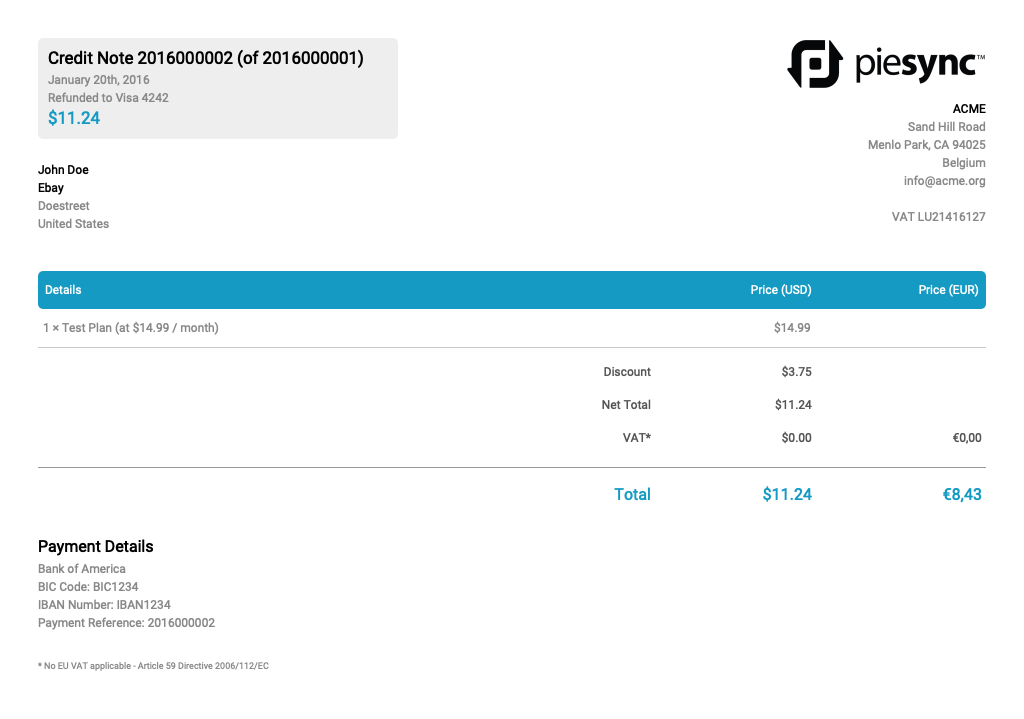 Credit Note 2016000002 (of 2016000001)
January 20th, 2016
Refunded to Visa 4242
$11.24
piesync™
ACME
Sand Hill Road
Menlo Park, CA 94025
Belgium
info@acme.org
VAT LU21416127
John Doe
Ebay
Doestreet
United States
Details Price (USD) Price (EUR)
1 × Test Plan (at $14.99 / month) $14.99
Discount $3.75
Net Total $11.24
VAT* $0.00 €0,00
Total $11.24 €8,43
Payment Details
Bank of America
BIC Code: BIC1234
IBAN Number: IBAN1234
Payment Reference: 2016000002
* No EU VAT applicable - Article 59 Directive 2006/112/EC